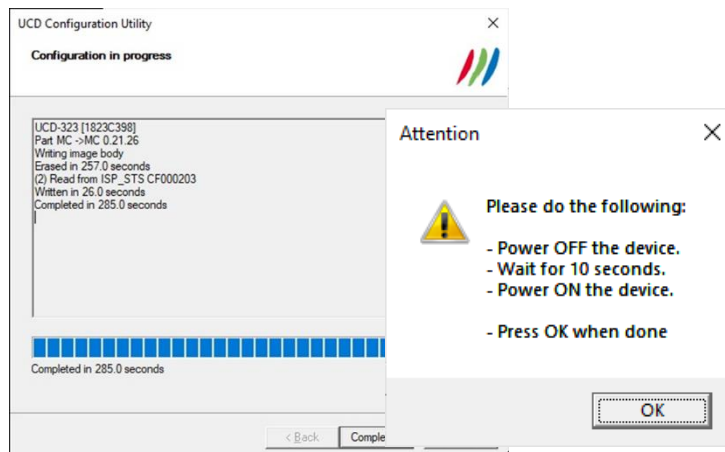 UCD Configuration Utility
Configuration in progress
UCD-323 [1823C398]
Part MC ->MC 0.21.26
Writing image body
Erased in 257.0 seconds
(2) Read from ISP_STS CF000203
Written in 26.0 seconds
Completed in 285.0 seconds
Completed in 285.0 seconds
< Back
Comple
Attention
Please do the following:
- Power OFF the device.
- Wait for 10 seconds.
- Power ON the device.
- Press OK when done
OK